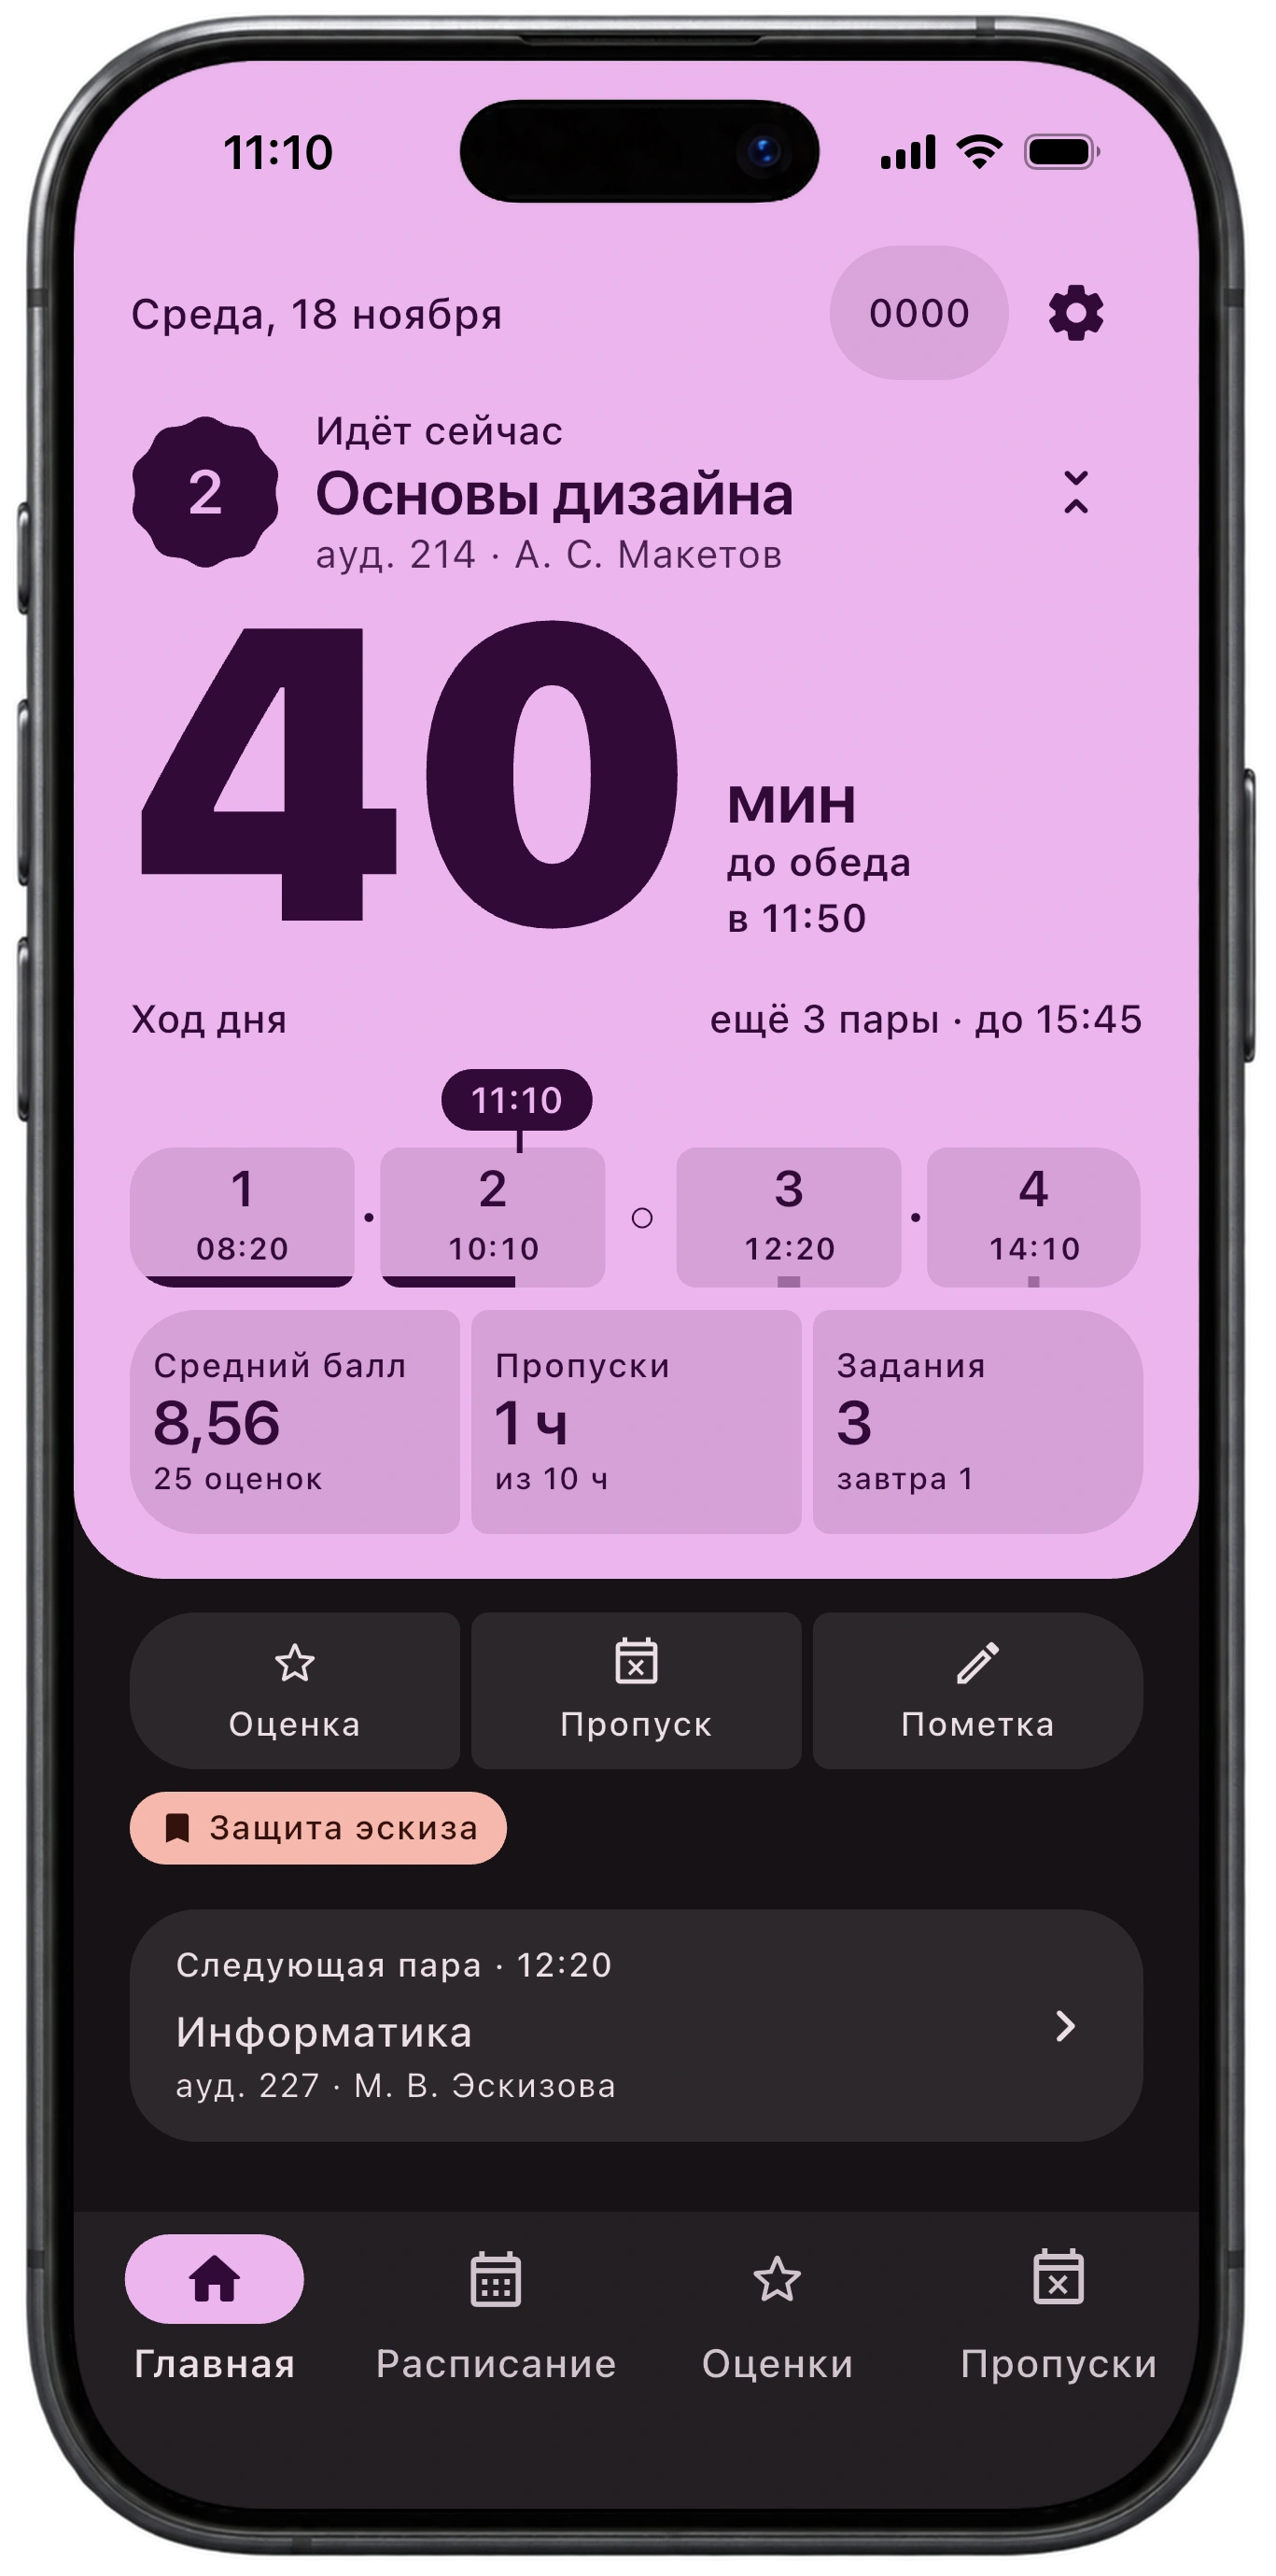 11:10
Среда, 18 ноября
0000
2
Идёт сейчас
Основы дизайна
ауд. 214 · А. С. Макетов
40
мин
до обеда
в 11:50
Ход дня
ещё 3 пары · до 15:45
11:10
1
08:20
2
10:10
3
12:20
4
14:10
Средний балл
8,56
25 оценок
Пропуски
1 ч
из 10 ч
Задания
3
завтра 1
Оценка
Пропуск
Пометка
Защита эскиза
Следующая пара · 12:20
Информатика
ауд. 227 · М. В. Эскизова
Главная
Расписание
Оценки
Пропуски